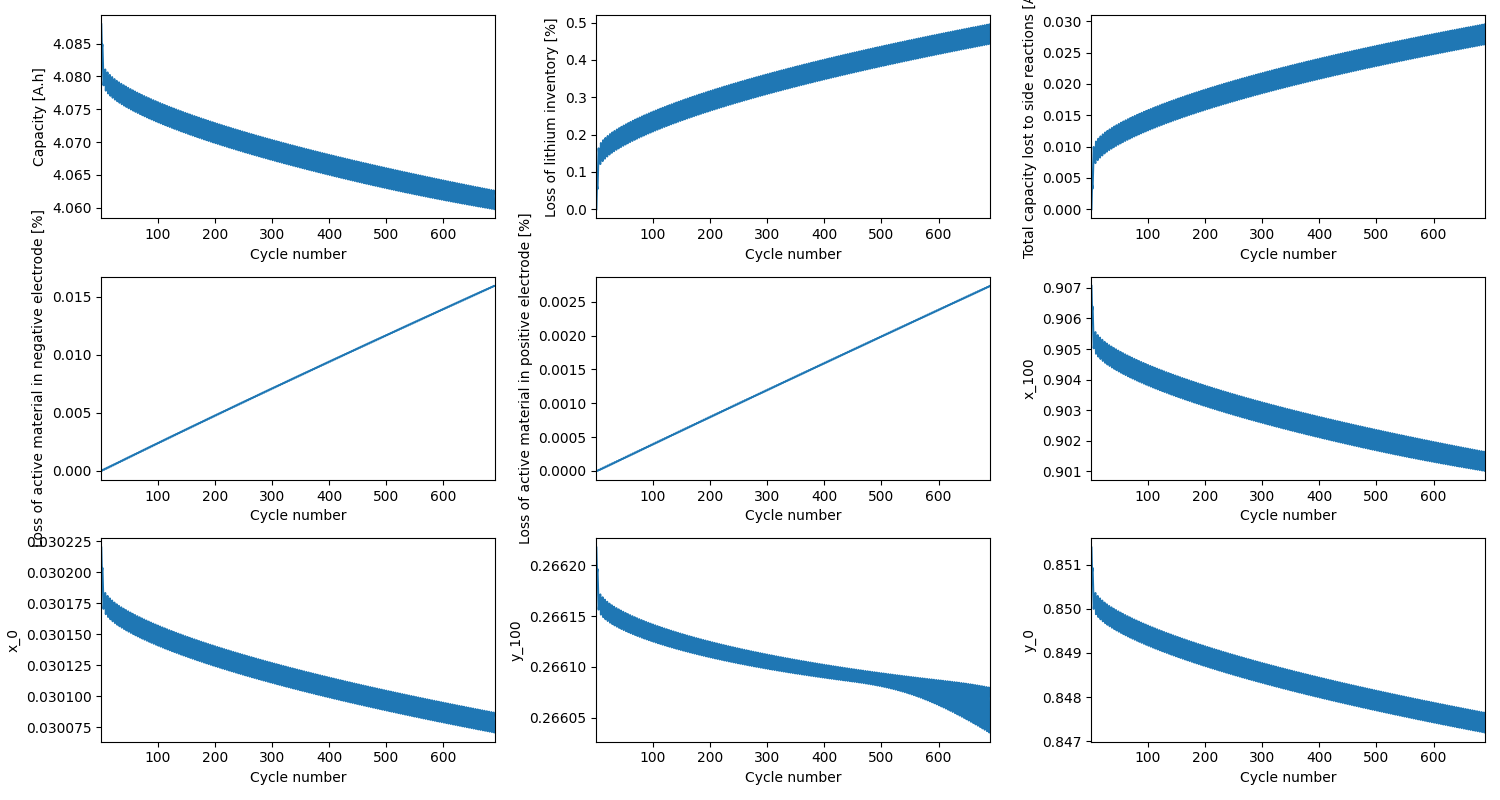 Capacity [A.h]
4.085
4.080
4.075
4.070
4.065
4.060
100 200 300 400 500 600
Cycle number
Loss of lithium inventory [%]
0.5
0.4
0.3
0.2
0.1
0.0
100 200 300 400 500 600
Cycle number
Total capacity lost to side reactions [A
0.030
0.025
0.020
0.015
0.010
0.005
0.000
100 200 300 400 500 600
Cycle number
Loss of active material in negative electrode [%]
0.015
0.010
0.005
0.000
100 200 300 400 500 600
Cycle number
Loss of active material in positive electrode [%]
0.0025
0.0020
0.0015
0.0010
0.0005
0.0000
100 200 300 400 500 600
Cycle number
x_100
0.907
0.906
0.905
0.904
0.903
0.902
0.901
100 200 300 400 500 600
Cycle number
x_0
0.030225
0.030200
0.030175
0.030150
0.030125
0.030100
0.030075
100 200 300 400 500 600
Cycle number
y_100
0.26620
0.26615
0.26610
0.26605
100 200 300 400 500 600
Cycle number
y_0
0.851
0.850
0.849
0.848
0.847
100 200 300 400 500 600
Cycle number